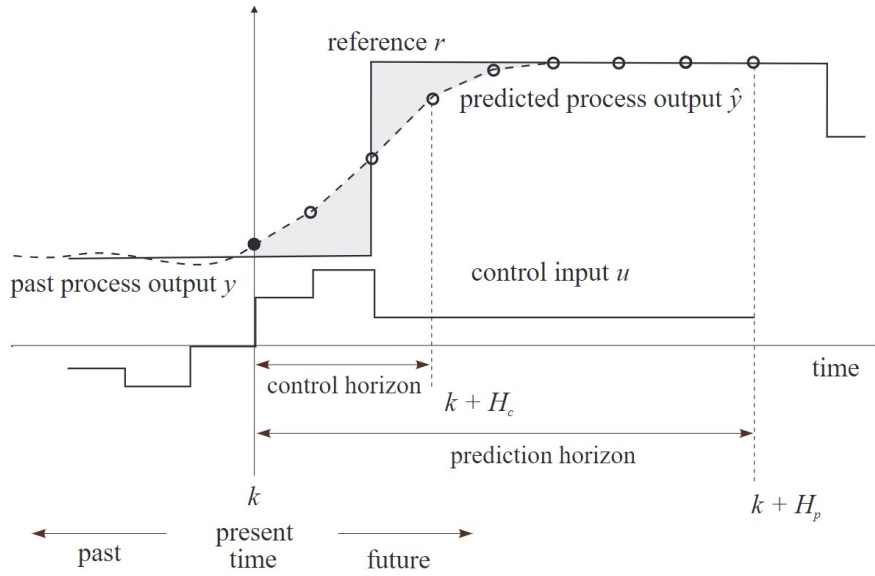 reference r
predicted process output ŷ
past process output y
control input u
time
control horizon
k + H_c
prediction horizon
k
k + H_p
present
time
past
future